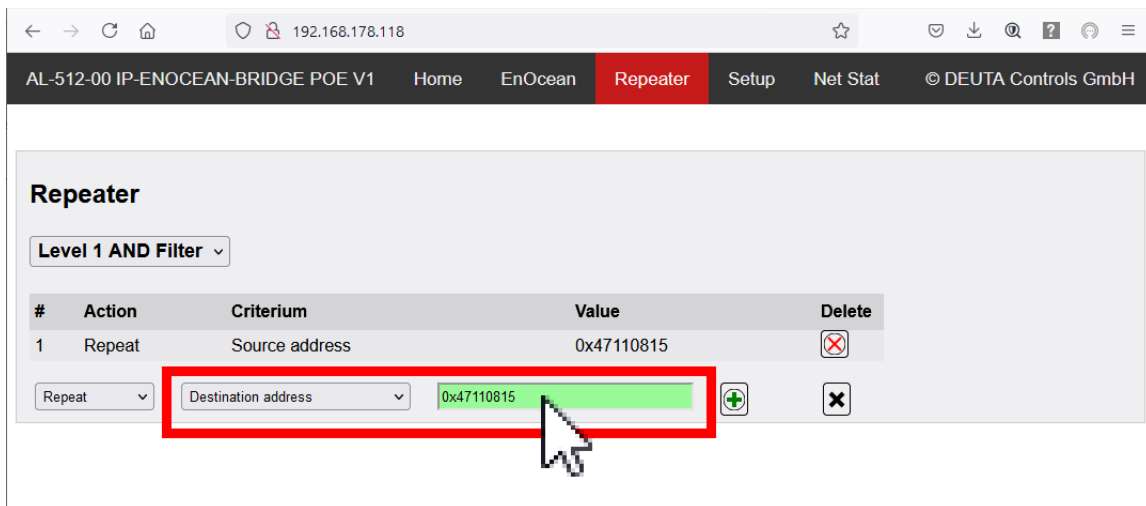 192.168.178.118
AL-512-00 IP-ENOCEAN-BRIDGE POE V1 Home EnOcean Repeater Setup Net Stat © DEUTA Controls GmbH
Repeater
Level 1 AND Filter
# Action Criterium Value Delete
1 Repeat Source address 0x47110815
Repeat Destination address 0x47110815